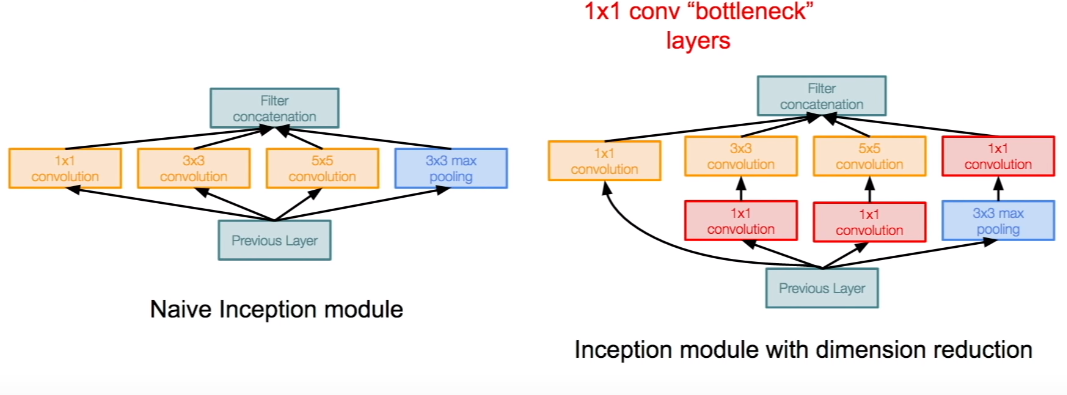 1x1 conv “bottleneck”
layers
Filter
concatenation
1x1
convolution
3x3
convolution
5x5
convolution
3x3 max
pooling
Previous Layer
Naive Inception module
Filter
concatenation
1x1
convolution
3x3
convolution
5x5
convolution
1x1
convolution
1x1
convolution
1x1
convolution
3x3 max
pooling
Previous Layer
Inception module with dimension reduction